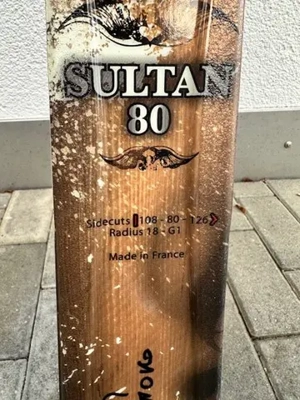 SULTAN
80
Sidecuts 108 - 80 - 126
Radius 18 - G1
Made in France